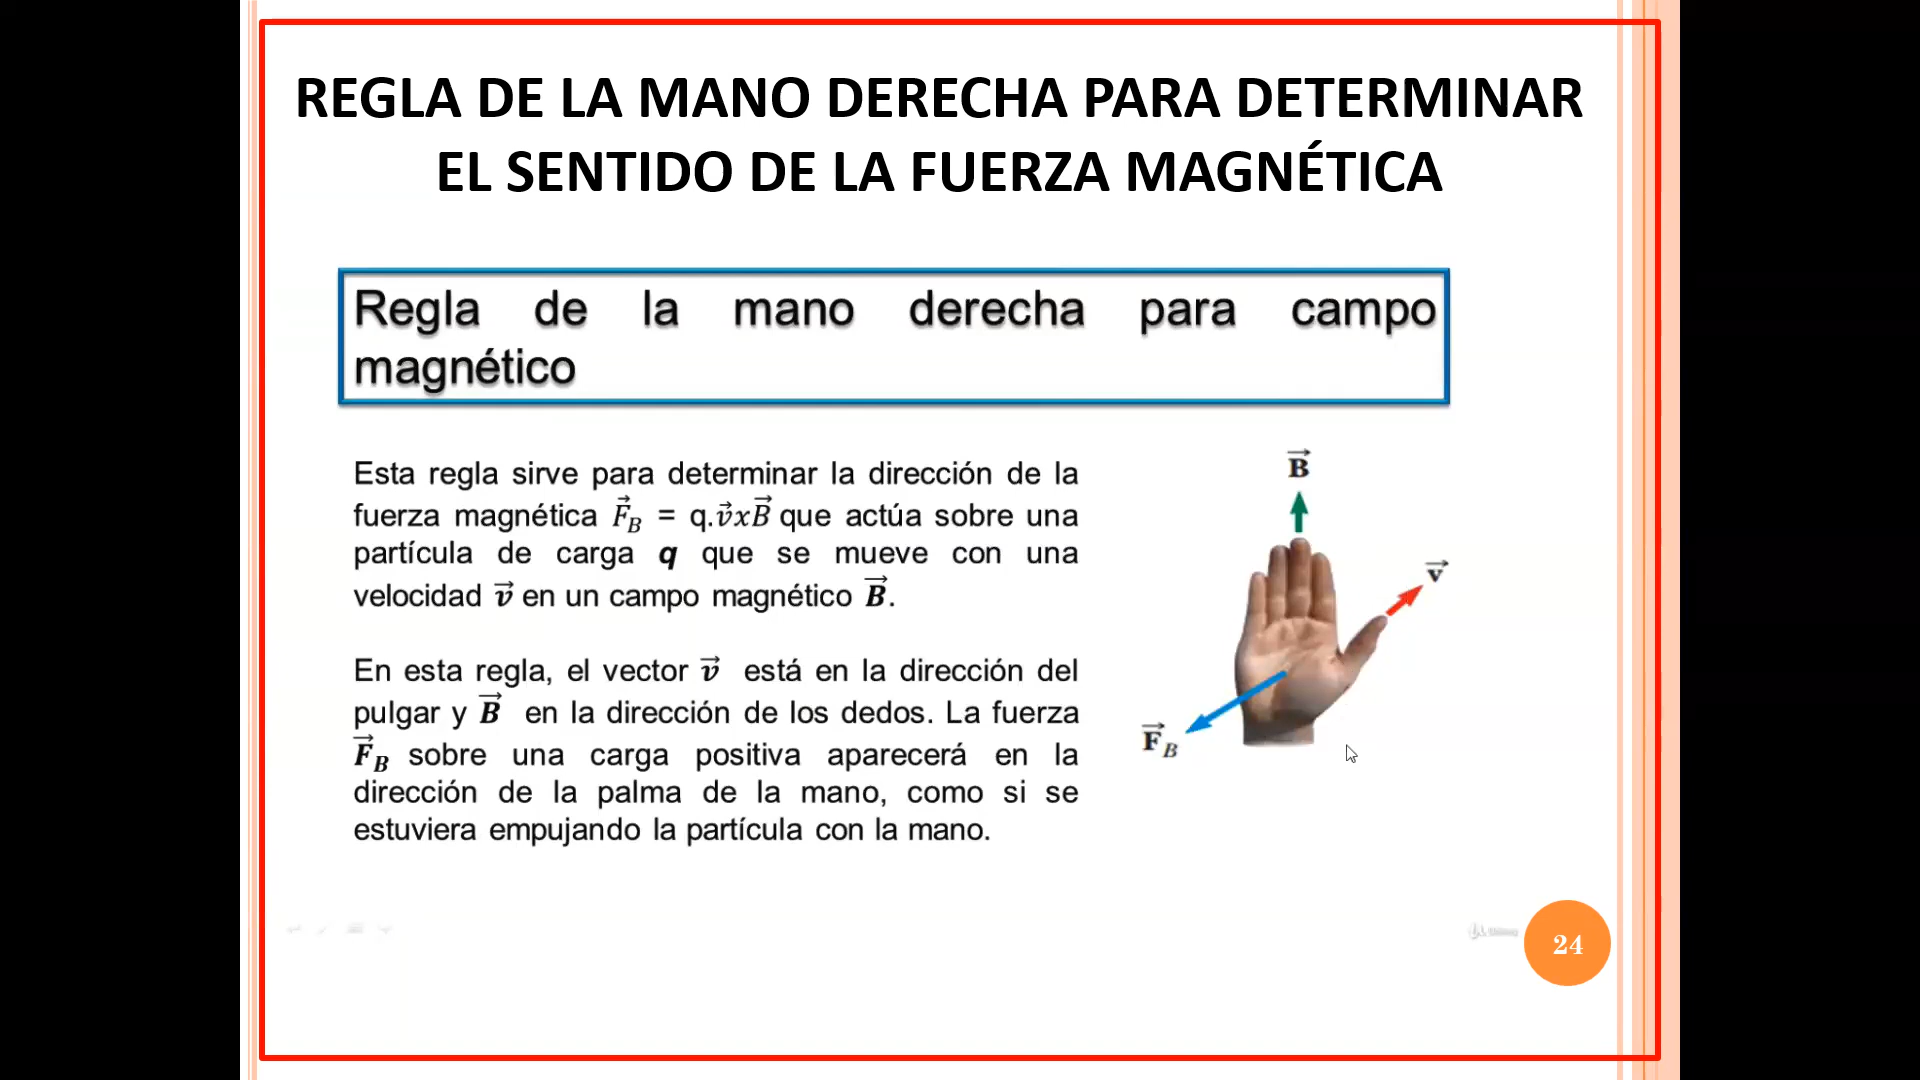 REGLA DE LA MANO DERECHA PARA DETERMINAR
EL SENTIDO DE LA FUERZA MAGNÉTICA
Regla de la mano derecha para campo
magnético
Esta regla sirve para determinar la dirección de la
fuerza magnética F⃗_B = q.v⃗xB⃗ que actúa sobre una
partícula de carga q que se mueve con una
velocidad v⃗ en un campo magnético B⃗.
En esta regla, el vector v⃗ está en la dirección del
pulgar y B⃗ en la dirección de los dedos. La fuerza
F⃗_B sobre una carga positiva aparecerá en la
dirección de la palma de la mano, como si se
estuviera empujando la partícula con la mano.
B⃗
v⃗
F⃗_B
24